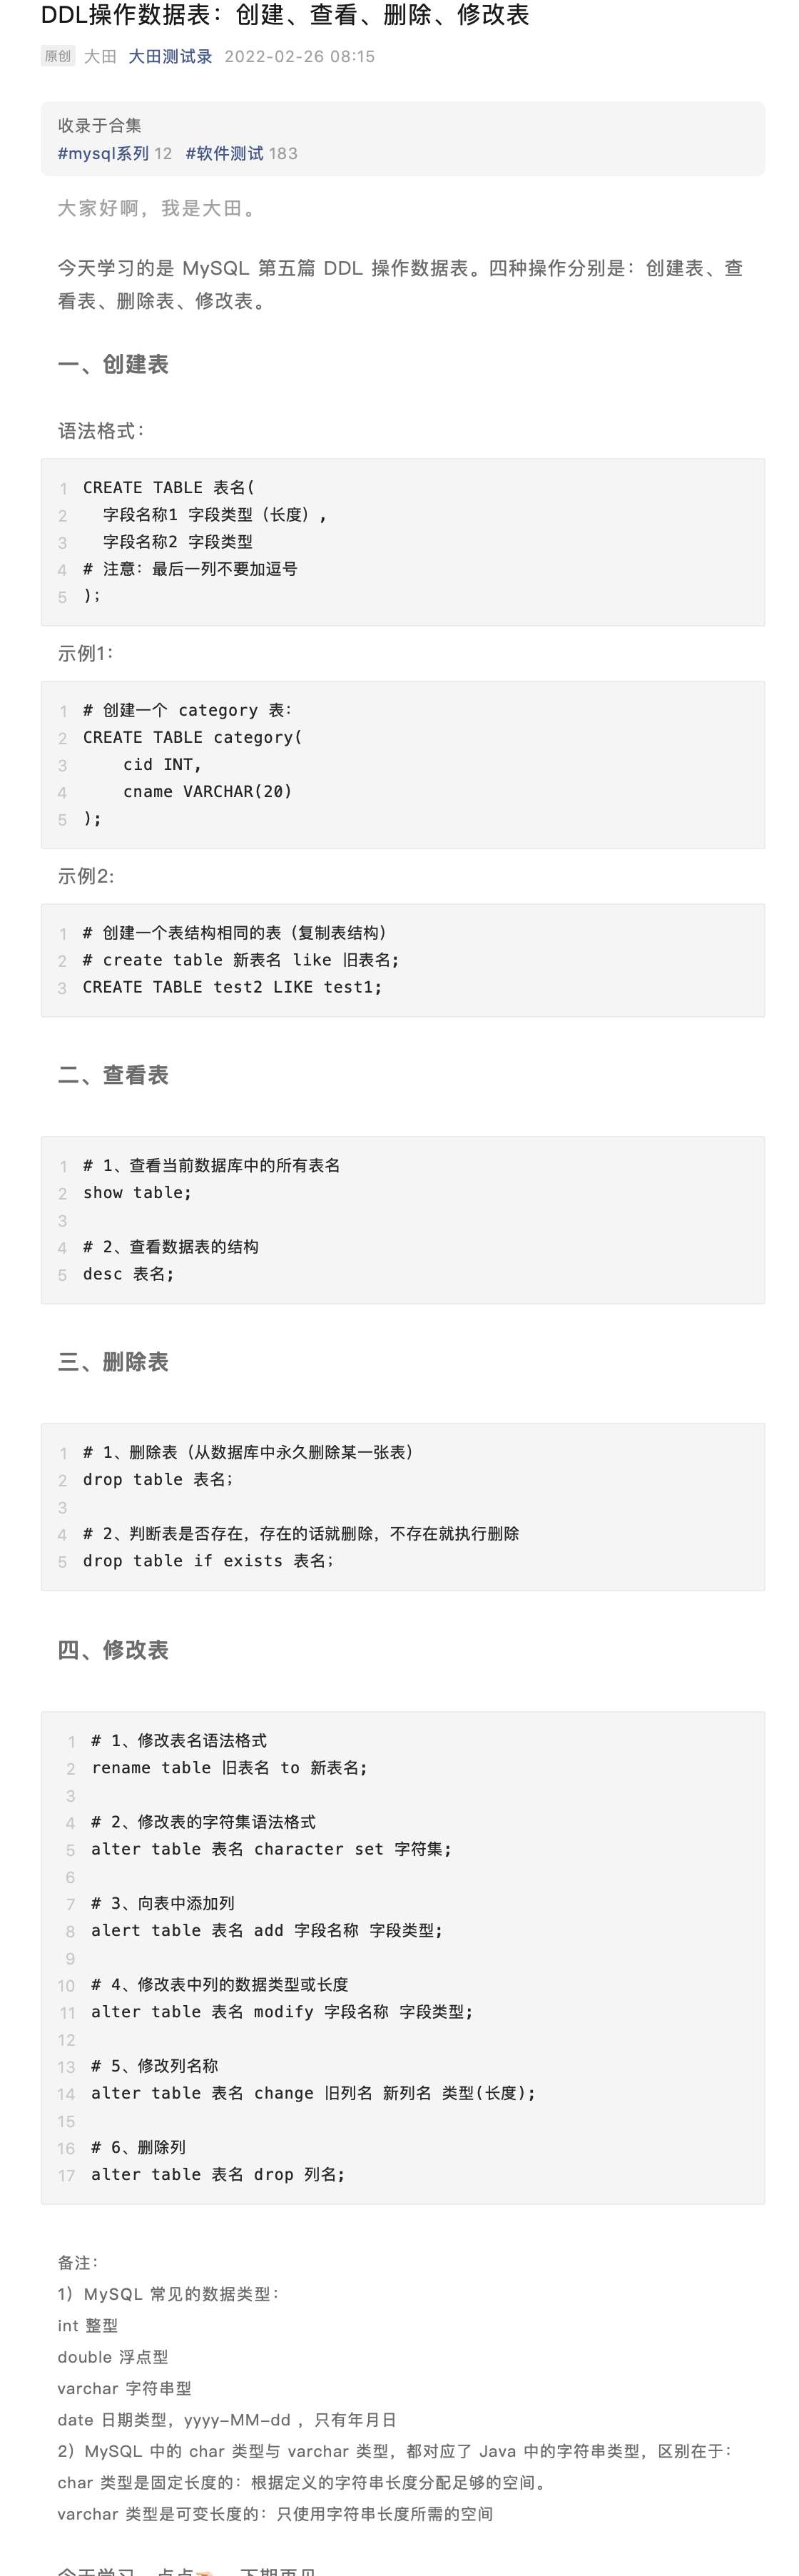 DDL操作数据表：创建、查看、删除、修改表
原创 大田 大田测试录 2022-02-26 08:15
收录于合集
#mysql系列 12 #软件测试 183
大家好啊，我是大田。
今天学习的是 MySQL 第五篇 DDL 操作数据表。四种操作分别是：创建表、查
看表、删除表、修改表。
一、创建表
语法格式：
1 CREATE TABLE 表名(
2 字段名称1 字段类型（长度）,
3 字段名称2 字段类型
4 # 注意：最后一列不要加逗号
5 );
示例1：
1 # 创建一个 category 表：
2 CREATE TABLE category(
3 cid INT,
4 cname VARCHAR(20)
5 );
示例2:
1 # 创建一个表结构相同的表（复制表结构）
2 # create table 新表名 like 旧表名;
3 CREATE TABLE test2 LIKE test1;
二、查看表
1 # 1、查看当前数据库中的所有表名
2 show table;
3
4 # 2、查看数据表的结构
5 desc 表名;
三、删除表
1 # 1、删除表（从数据库中永久删除某一张表）
2 drop table 表名；
3
4 # 2、判断表是否存在，存在的话就删除，不存在就执行删除
5 drop table if exists 表名；
四、修改表
1 # 1、修改表名语法格式
2 rename table 旧表名 to 新表名;
3
4 # 2、修改表的字符集语法格式
5 alter table 表名 character set 字符集;
6
7 # 3、向表中添加列
8 alert table 表名 add 字段名称 字段类型;
9
10 # 4、修改表中列的数据类型或长度
11 alter table 表名 modify 字段名称 字段类型;
12
13 # 5、修改列名称
14 alter table 表名 change 旧列名 新列名 类型(长度);
15
16 # 6、删除列
17 alter table 表名 drop 列名;
备注：
1）MySQL 常见的数据类型：
int 整型
double 浮点型
varchar 字符串型
date 日期类型，yyyy-MM-dd ，只有年月日
2）MySQL 中的 char 类型与 varchar 类型，都对应了 Java 中的字符串类型，区别在于：
char 类型是固定长度的：根据定义的字符串长度分配足够的空间。
varchar 类型是可变长度的：只使用字符串长度所需的空间